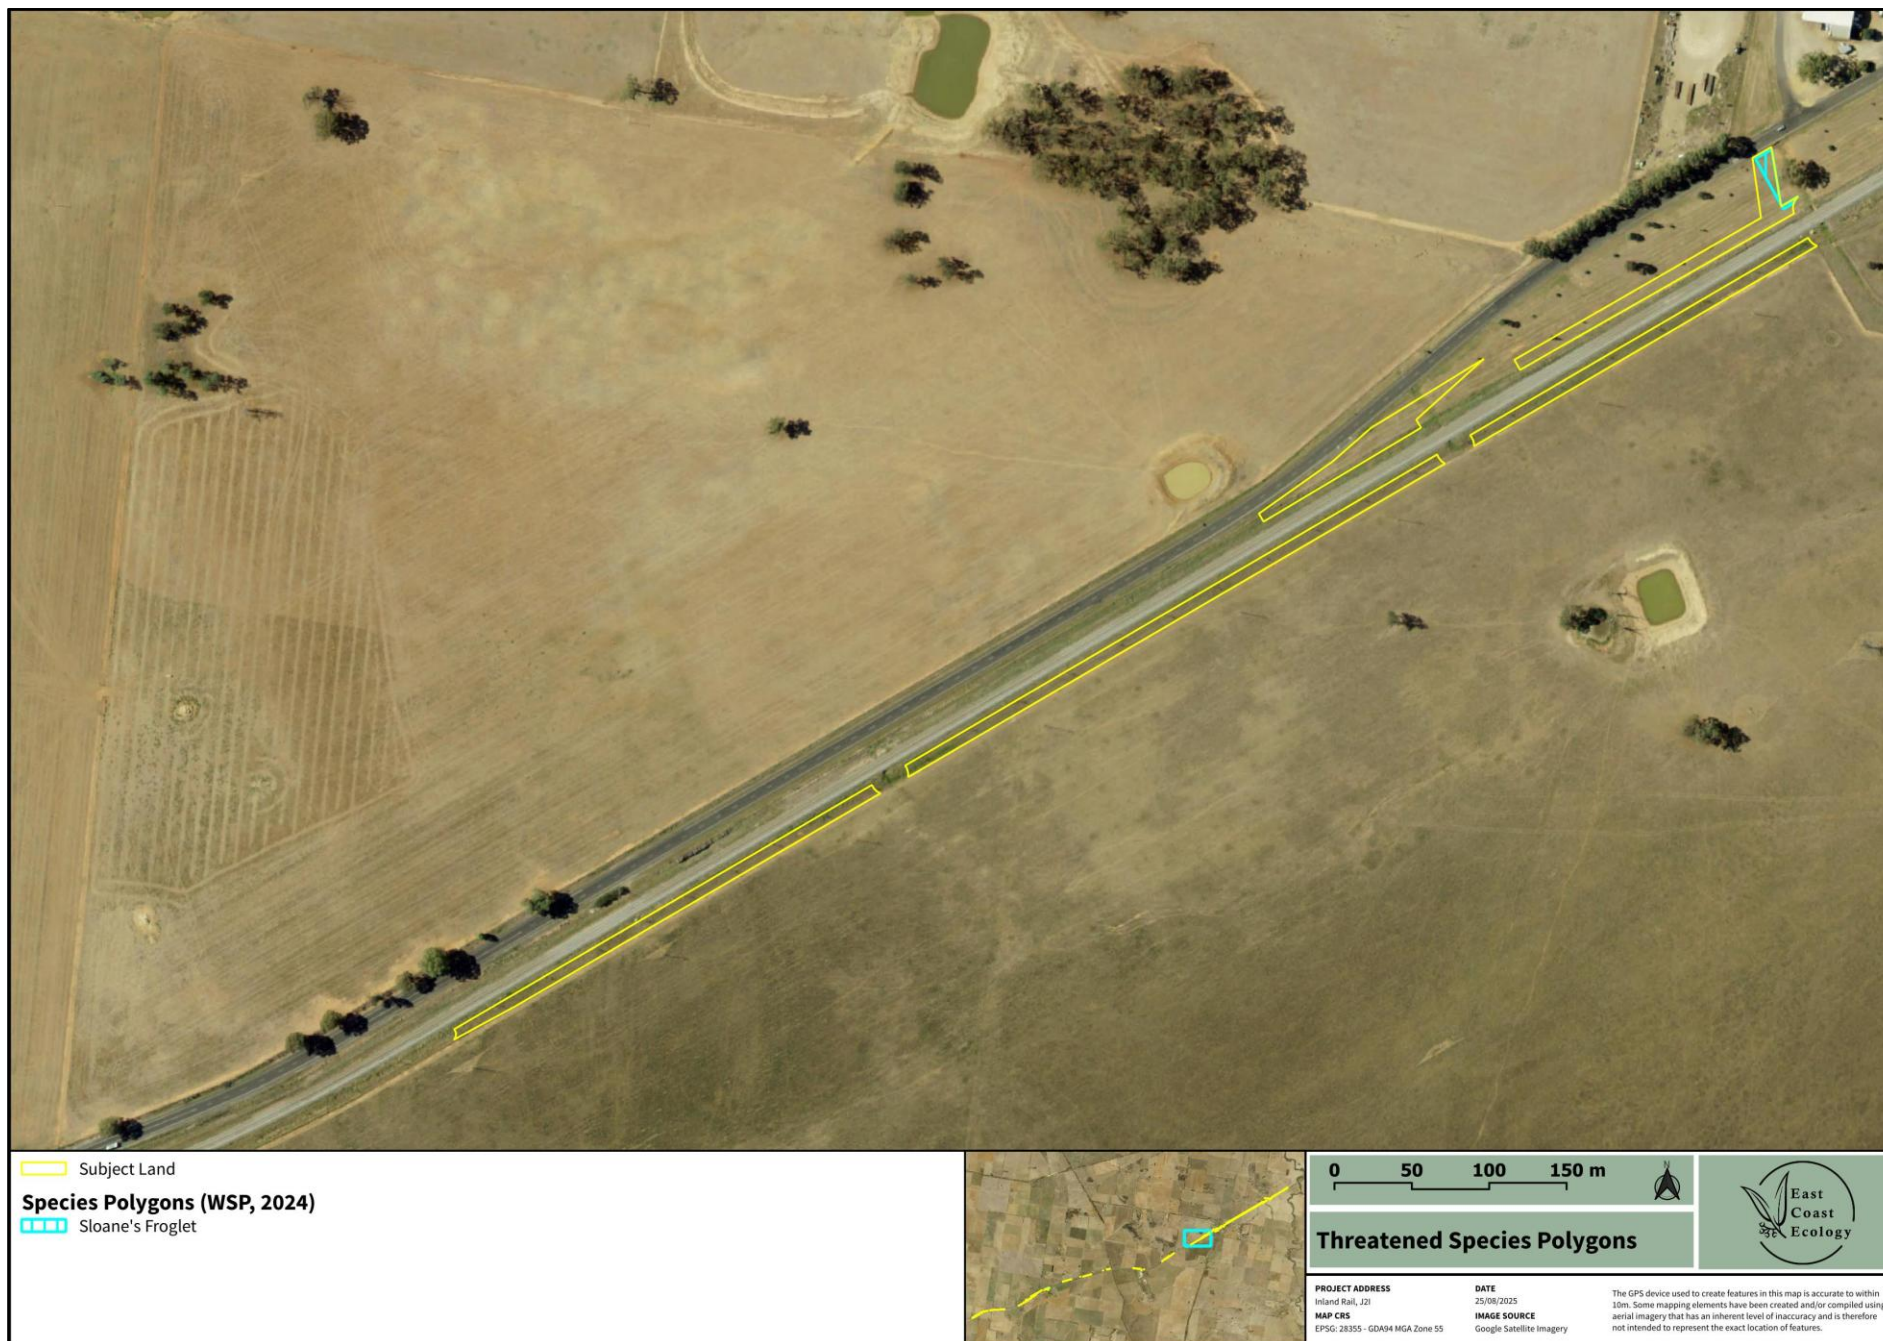 Subject Land
Species Polygons (WSP, 2024)
Sloane's Froglet
0 50 100 150 m
N
Threatened Species Polygons
East
Coast
Ecology
PROJECT ADDRESS
Inland Rail, J2I
MAP CRS
EPSG: 28355 - GDA94 MGA Zone 55
DATE
25/08/2025
IMAGE SOURCE
Google Satellite Imagery
The GPS device used to create features in this map is accurate to within
10m. Some mapping elements have been created and/or compiled using
aerial imagery that has an inherent level of inaccuracy and is therefore
not intended to represent the exact location of features.